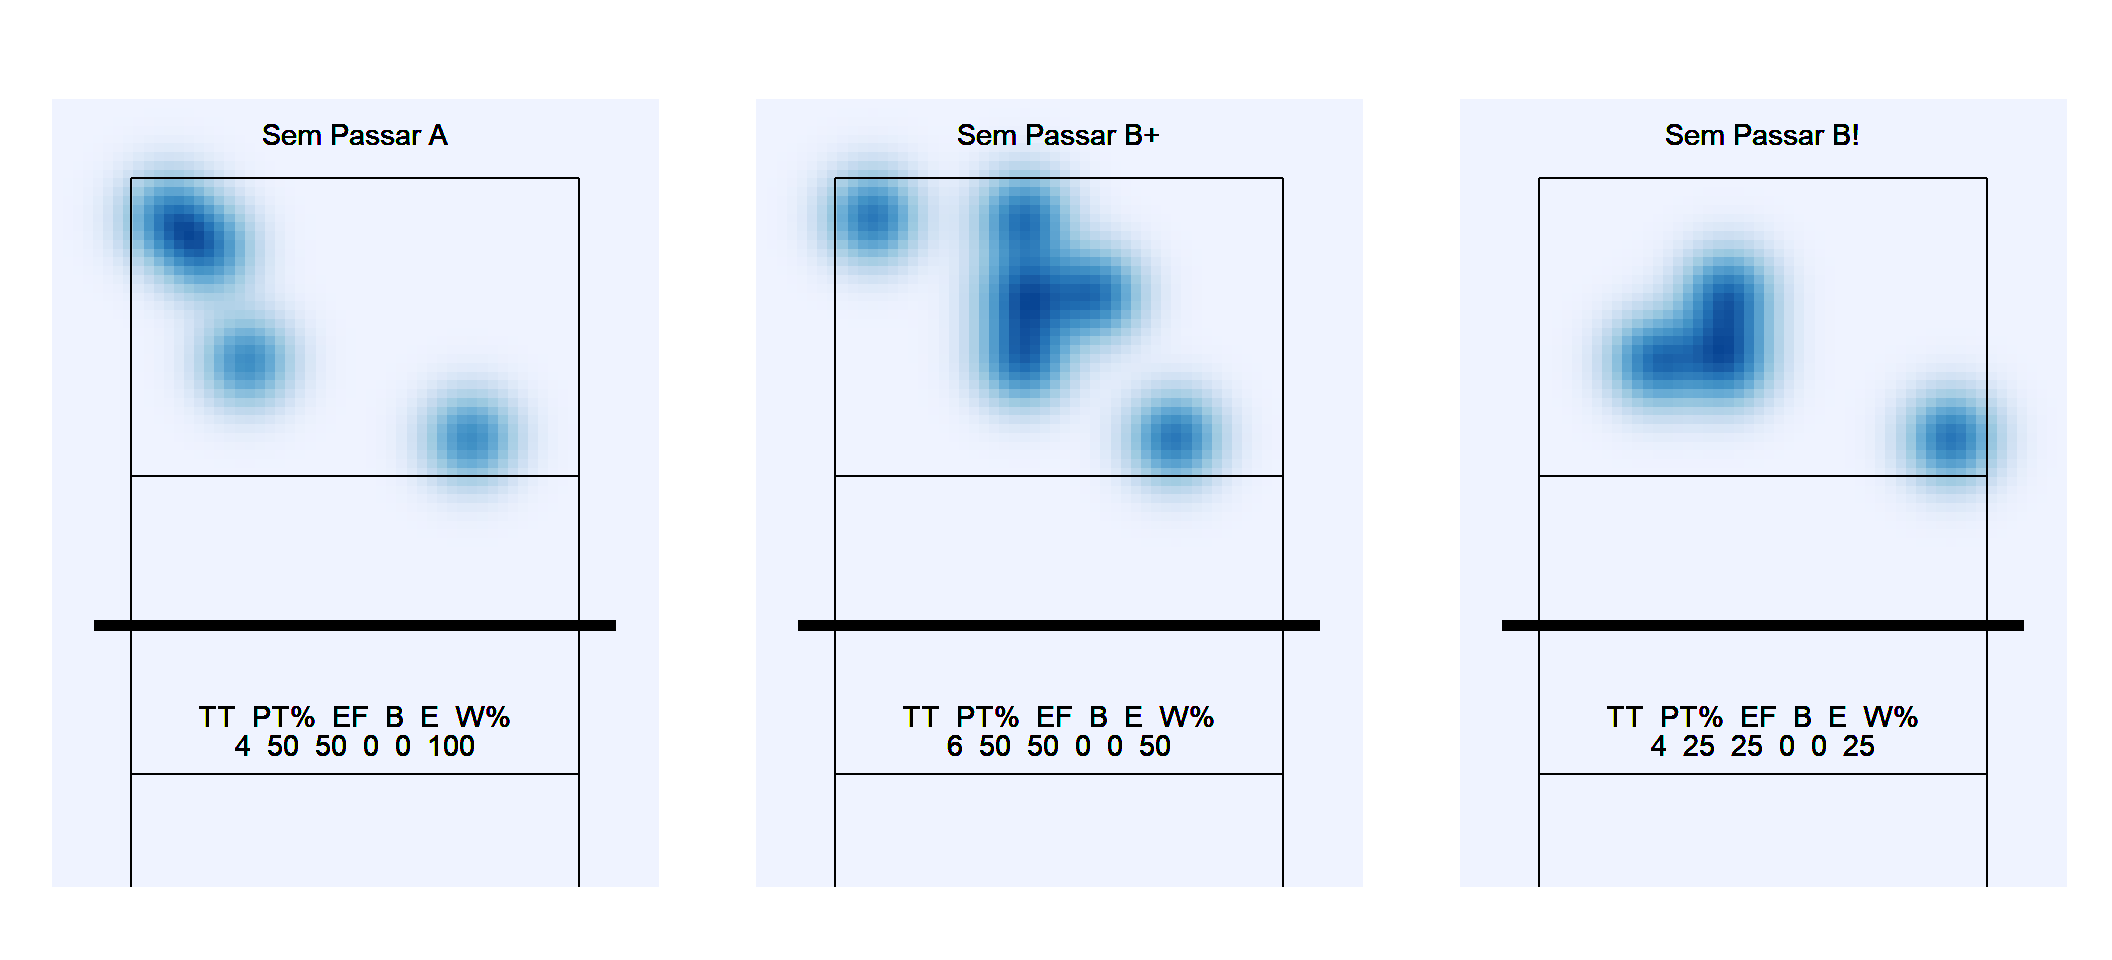 Sem Passar A
TT PT% EF B E W%
4 50 50 0 0 100
Sem Passar B+
TT PT% EF B E W%
6 50 50 0 0 50
Sem Passar B!
TT PT% EF B E W%
4 25 25 0 0 25